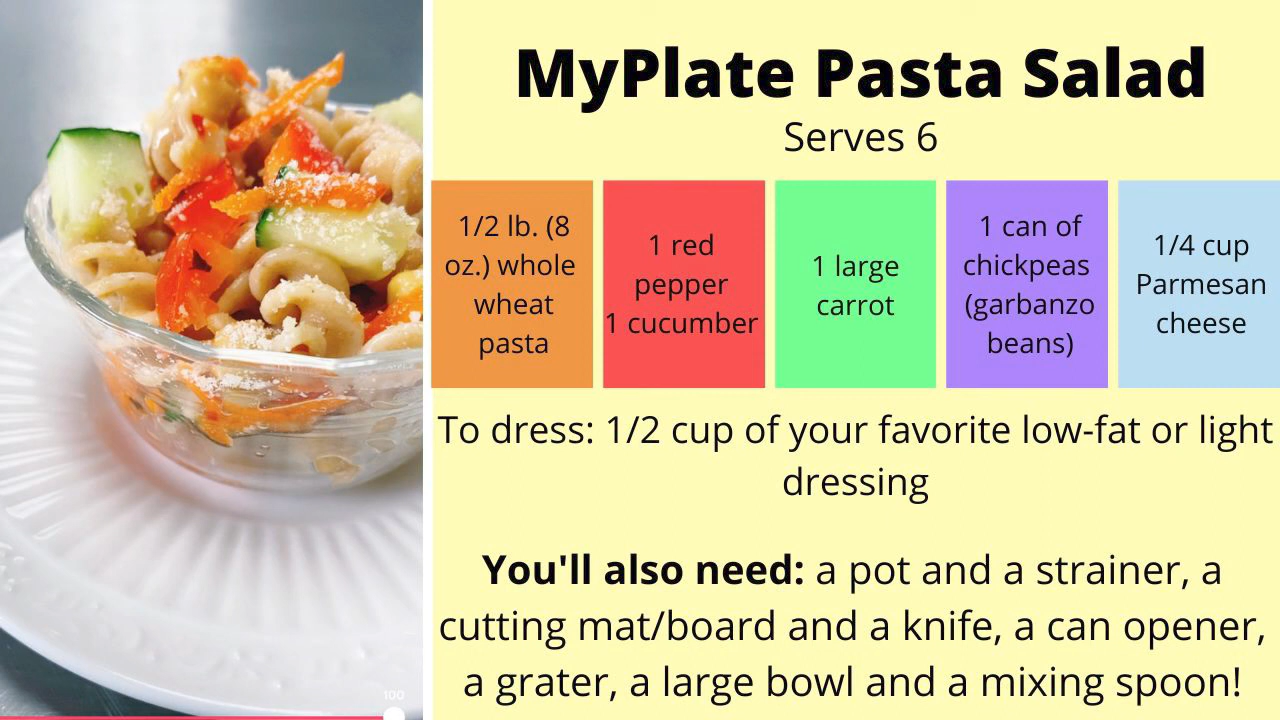 MyPlate Pasta Salad
Serves 6
1/2 lb. (8
oz.) whole
wheat
pasta
1 red
pepper
1 cucumber
1 large
carrot
1 can of
chickpeas
(garbanzo
beans)
1/4 cup
Parmesan
cheese
To dress: 1/2 cup of your favorite low-fat or light
dressing
You'll also need: a pot and a strainer, a
cutting mat/board and a knife, a can opener,
a grater, a large bowl and a mixing spoon!
100